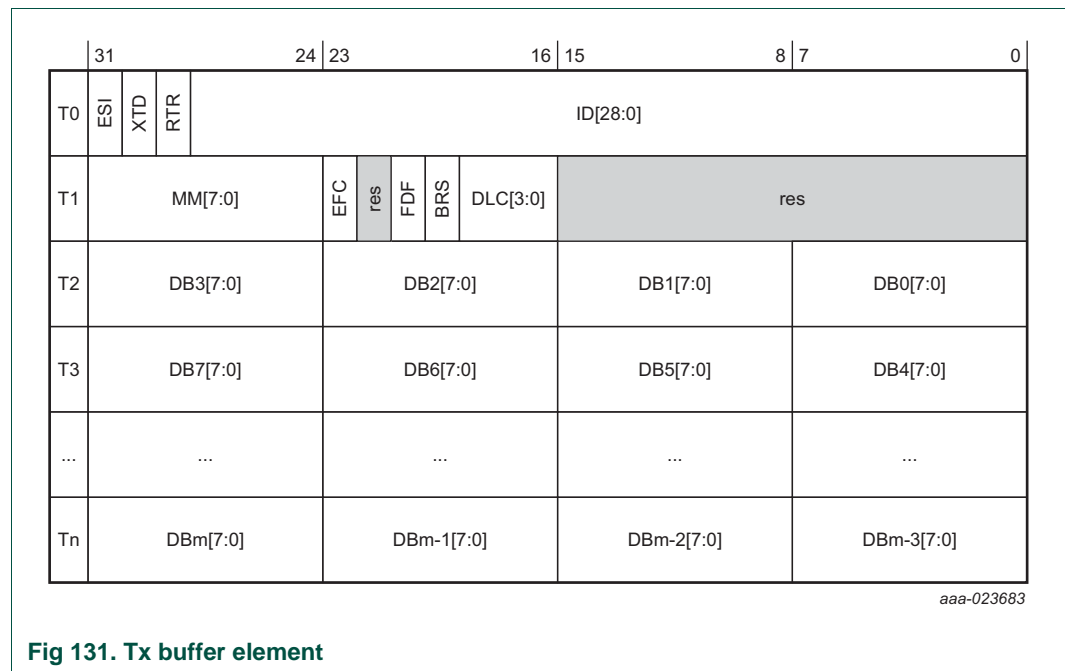 31 24 23 16 15 8 7 0
T0 ESI XTD RTR ID[28:0]
T1 MM[7:0] EFC res FDF BRS DLC[3:0] res
T2 DB3[7:0] DB2[7:0] DB1[7:0] DB0[7:0]
T3 DB7[7:0] DB6[7:0] DB5[7:0] DB4[7:0]
... ... ... ... ...
Tn DBm[7:0] DBm-1[7:0] DBm-2[7:0] DBm-3[7:0]
aaa-023683
Fig 131. Tx buffer element